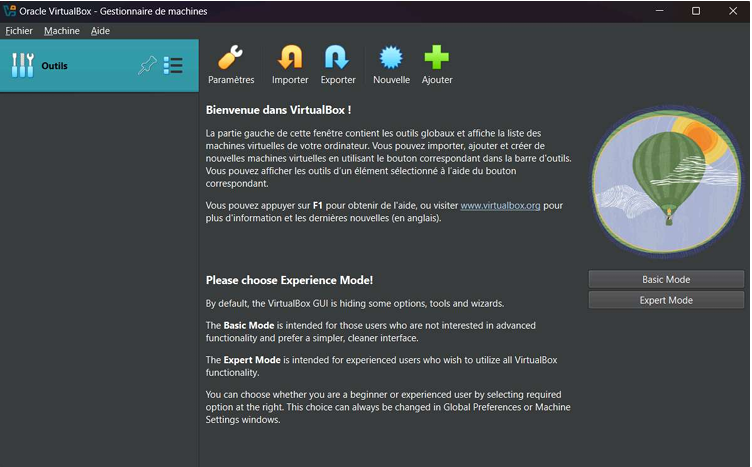 Oracle VirtualBox - Gestionnaire de machines
Fichier Machine Aide
Outils
Paramètres Importer Exporter Nouvelle Ajouter
Bienvenue dans VirtualBox !
La partie gauche de cette fenêtre contient les outils globaux et affiche la liste des
machines virtuelles de votre ordinateur. Vous pouvez importer, ajouter et créer de
nouvelles machines virtuelles en utilisant le bouton correspondant dans la barre d'outils.
Vous pouvez afficher les outils d'un élément sélectionné à l'aide du bouton
correspondant.
Vous pouvez appuyer sur F1 pour obtenir de l'aide, ou visiter www.virtualbox.org pour
plus d'information et les dernières nouvelles (en anglais).
Please choose Experience Mode!
By default, the VirtualBox GUI is hiding some options, tools and wizards.
The Basic Mode is intended for those users who are not interested in advanced
functionality and prefer a simpler, cleaner interface.
The Expert Mode is intended for experienced users who wish to utilize all VirtualBox
functionality.
You can choose whether you are a beginner or experienced user by selecting required
option at the right. This choice can always be changed in Global Preferences or Machine
Settings windows.
Basic Mode
Expert Mode